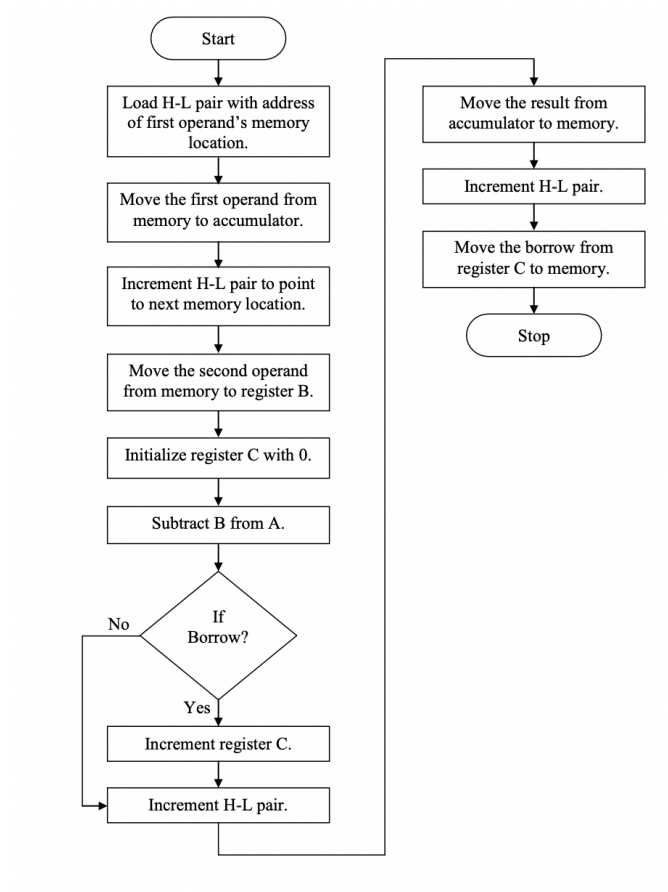 Start
Load H-L pair with address
of first operand's memory
location.
Move the first operand from
memory to accumulator.
Increment H-L pair to point
to next memory location.
Move the second operand
from memory to register B.
Initialize register C with 0.
Subtract B from A.
If
Borrow?
No
Yes
Increment register C.
Increment H-L pair.
Move the result from
accumulator to memory.
Increment H-L pair.
Move the borrow from
register C to memory.
Stop